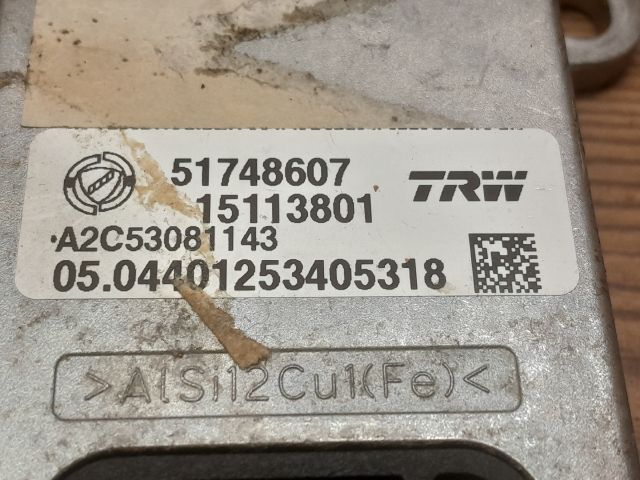 51748607 TRW
15113801
A2C53081143
05.04401253405318
>AlSi12Cu1(Fe)<